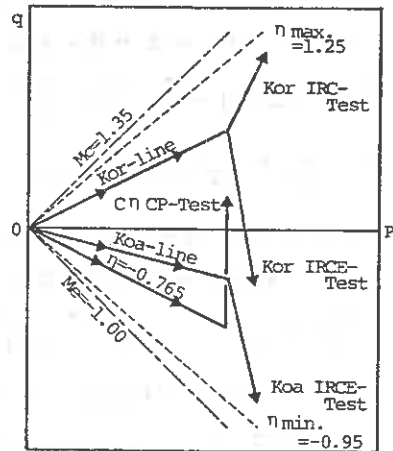 q
η max.
=1.25
Kor IRC-
Test
Mc=1.35
Kor-line
CηCP-Test
0
P
Koa-line
η=-0.765
Kor IRCE-
Test
Me=-1.00
Koa IRCE-
Test
η min.
=-0.95